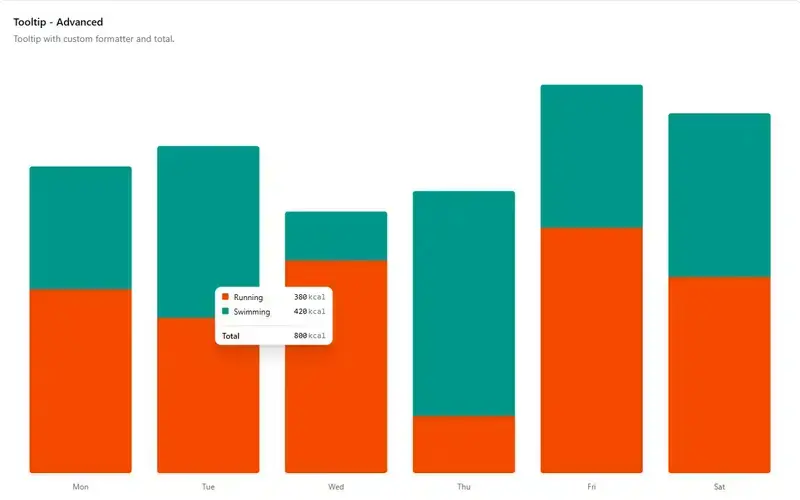 Tooltip - Advanced
Tooltip with custom formatter and total.
Running 380 kcal
Swimming 420 kcal
Total 800 kcal
Mon Tue Wed Thu Fri Sat